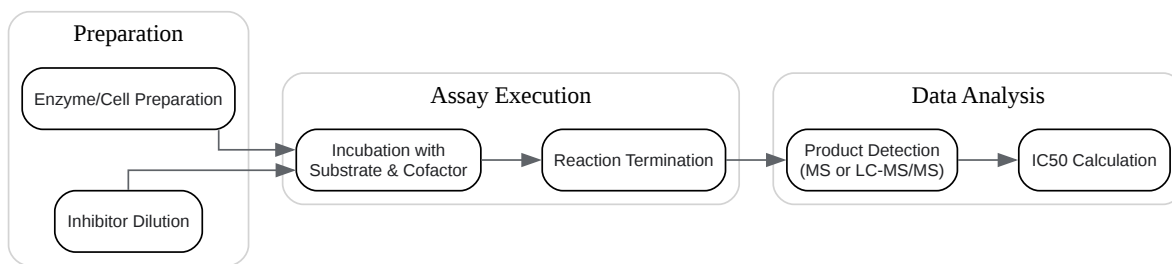 Preparation
Enzyme/Cell Preparation
Inhibitor Dilution
Assay Execution
Incubation with
Substrate & Cofactor
Reaction Termination
Data Analysis
Product Detection
(MS or LC-MS/MS)
IC50 Calculation